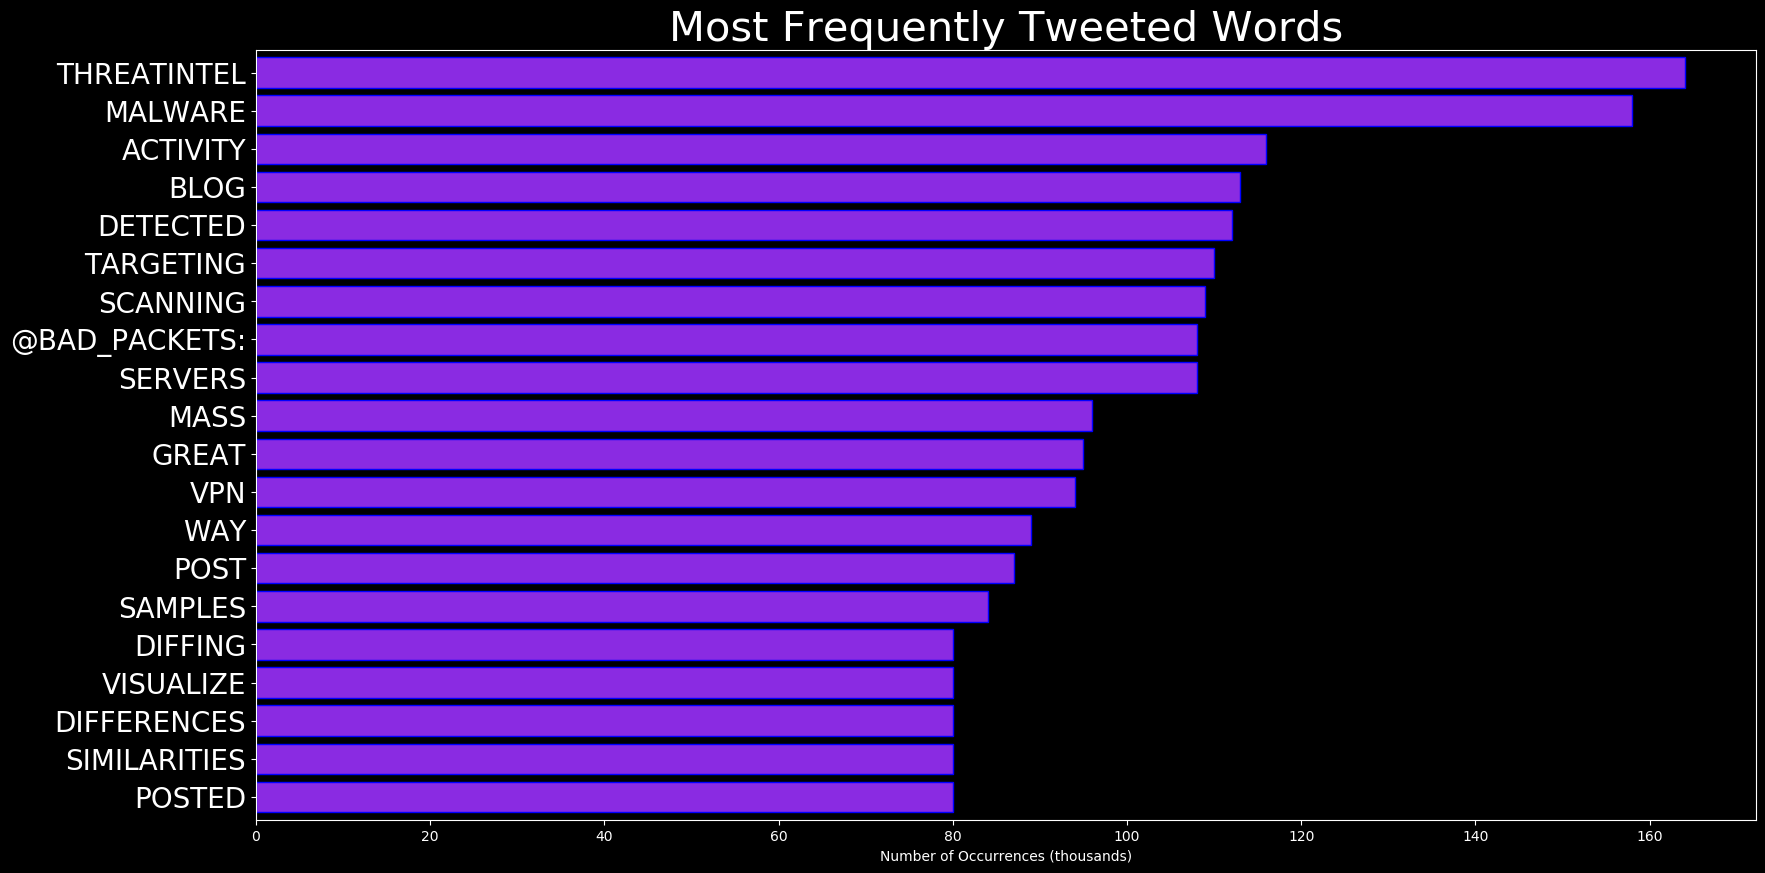 Most Frequently Tweeted Words
THREATINTEL
MALWARE
ACTIVITY
BLOG
DETECTED
TARGETING
SCANNING
@BAD_PACKETS:
SERVERS
MASS
GREAT
VPN
WAY
POST
SAMPLES
DIFFING
VISUALIZE
DIFFERENCES
SIMILARITIES
POSTED
0 20 40 60 80 100 120 140 160
Number of Occurrences (thousands)